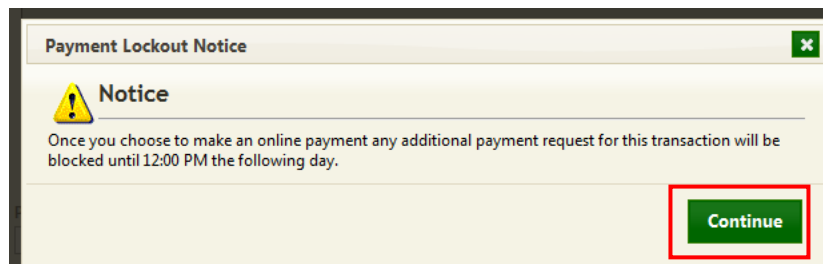 Payment Lockout Notice
Notice
Once you choose to make an online payment any additional payment request for this transaction will be
blocked until 12:00 PM the following day.
Continue